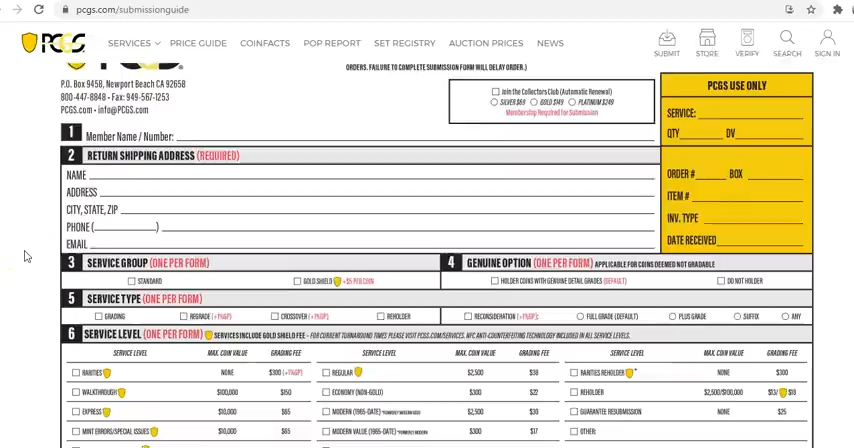 pcgs.com/submissionguide
PCGS
SERVICES PRICE GUIDE COINFACTS POP REPORT SET REGISTRY AUCTION PRICES NEWS
SUBMIT STORE VERIFY SEARCH SIGN IN
ORDERS. FAILURE TO COMPLETE SUBMISSION FORM WILL DELAY ORDER.)
P.O. Box 9458, Newport Beach CA 92658
800-447-8848 • Fax: 949-567-1253
PCGS.com • info@PCGS.com
Join the Collectors Club (Automatic Renewal)
SILVER $69 GOLD $149 PLATINUM $249
Membership Required for Submission
PCGS USE ONLY
SERVICE:
QTY DV
ORDER # BOX
ITEM #
INV. TYPE
DATE RECEIVED
1 Member Name / Number:
2 RETURN SHIPPING ADDRESS (REQUIRED)
NAME
ADDRESS
CITY, STATE, ZIP
PHONE ( )
EMAIL
3 SERVICE GROUP (ONE PER FORM)
STANDARD GOLD SHIELD +$5 PER COIN
4 GENUINE OPTION (ONE PER FORM) APPLICABLE FOR COINS DEEMED NOT GRADABLE
HOLDER COINS WITH GENUINE DETAIL GRADES (DEFAULT) DO NOT HOLDER
5 SERVICE TYPE (ONE PER FORM)
GRADING REGRADE (+1%GP) CROSSOVER (+1%GP) REHOLDER RECONSIDERATION (+1%GP): FULL GRADE (DEFAULT) PLUS GRADE SUFFIX ANY
6 SERVICE LEVEL (ONE PER FORM) SERVICES INCLUDE GOLD SHIELD FEE – FOR CURRENT TURNAROUND TIMES PLEASE VISIT PCGS.COM/SERVICES. NFC ANTI-COUNTERFEITING TECHNOLOGY INCLUDED IN ALL SERVICE LEVELS.
SERVICE LEVEL MAX. COIN VALUE GRADING FEE SERVICE LEVEL MAX. COIN VALUE GRADING FEE SERVICE LEVEL MAX. COIN VALUE GRADING FEE
RARITIES NONE $300 (+1%GP) REGULAR $2,500 $38 RARITIES REHOLDER * NONE $300
WALKTHROUGH $100,000 $150 ECONOMY (NON-GOLD) $300 $22 REHOLDER $2,500/$100,000 $13/ $18
EXPRESS $10,000 $65 MODERN (1965-DATE) *FORMERLY MODERN GOLD $2,500 $30 GUARANTEE RESUBMISSION NONE $25
MINT ERRORS/SPECIAL ISSUES $10,000 $65 MODERN VALUE (1965-DATE) *FORMERLY MODERN $300 $17 OTHER: